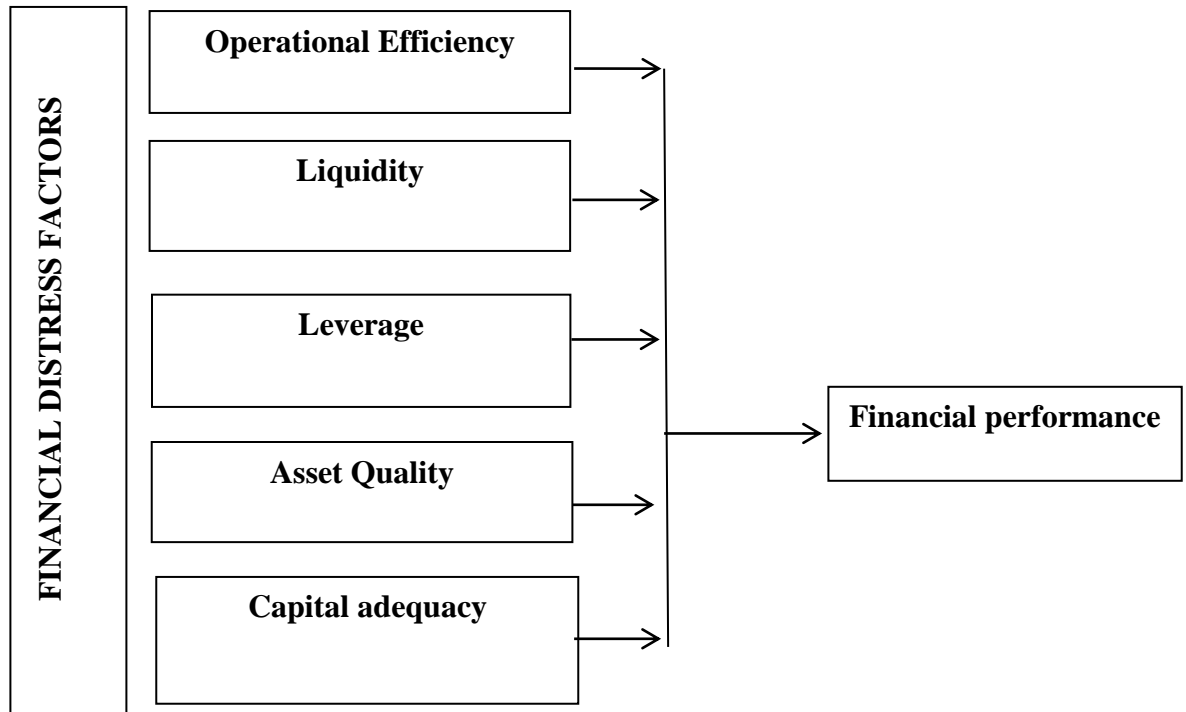 FINANCIAL DISTRESS FACTORS
Operational Efficiency
Liquidity
Leverage
Asset Quality
Capital adequacy
Financial performance